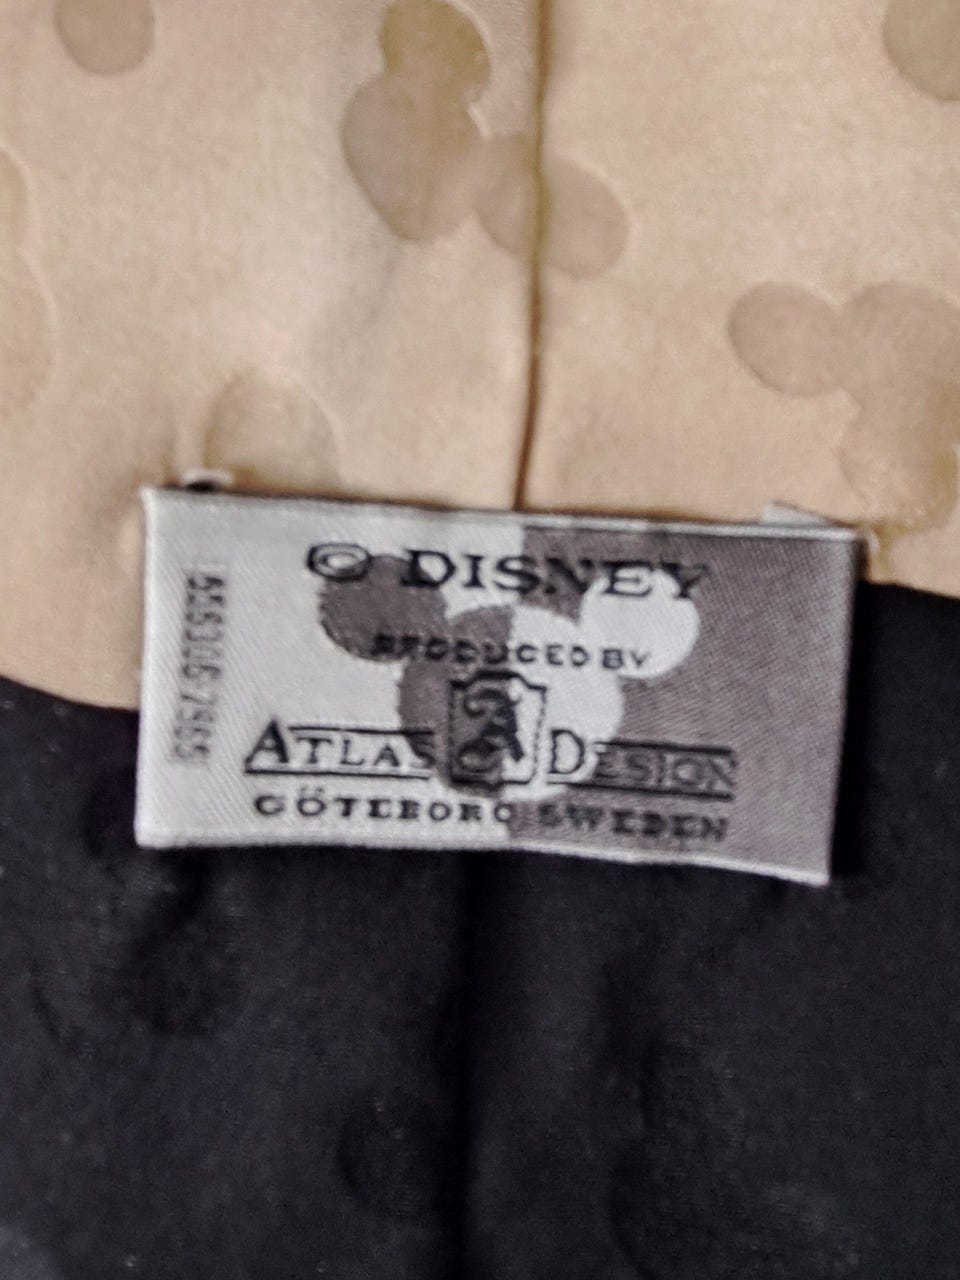 © DISNEY
PRODUCED BY
ATLAS DESIGN
GÖTEBORG SWEDEN